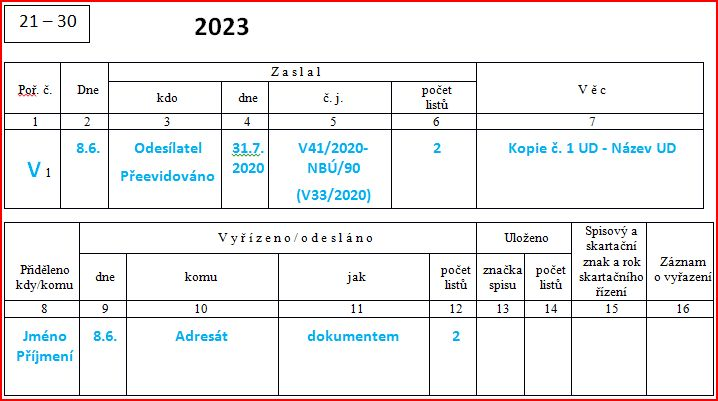 21 – 30
2023
Poř. č.
Dne
Z a s l a l
V ě c
kdo
dne
č. j.
počet
listů
1 2 3 4 5 6 7
V 1
8.6.
Odesílatel
Přeevidováno
31.7.
2020
V41/2020-
NBÚ/90
(V33/2020)
2
Kopie č. 1 UD - Název UD
Přiděleno
kdy/komu
V y ř í z e n o / o d e s l á n o
Uloženo
Spisový a
skartační
znak a rok
skartačního
řízení
Záznam
o vyřazení
dne
komu
jak
počet
listů
značka
spisu
počet
listů
8 9 10 11 12 13 14 15 16
Jméno
Příjmení
8.6.
Adresát
dokumentem
2